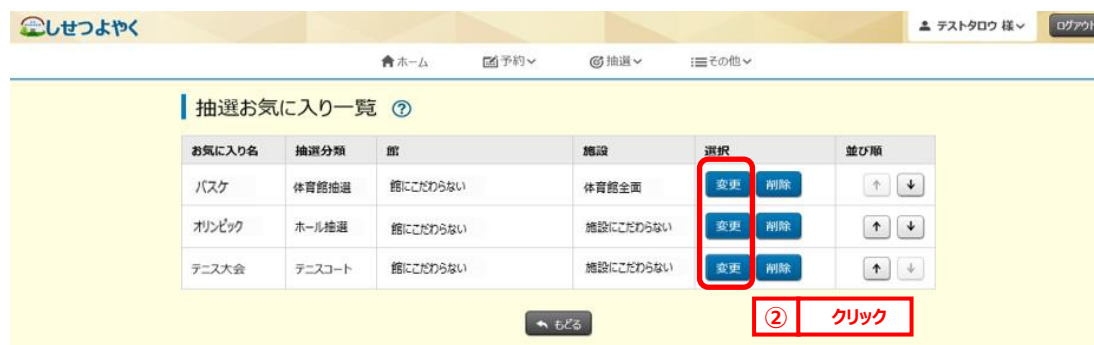 しせつよやく テストタロウ 様 ログアウト
ホーム 予約 抽選 その他
抽選お気に入り一覧 ?
お気に入り名 抽選分類 館 施設 選択 並び順
バスケ 体育館抽選 館にこだわらない 体育館全面 変更 削除 ↑ ↓
オリンピック ホール抽選 館にこだわらない 施設にこだわらない 変更 削除 ↑ ↓
テニス大会 テニスコート 館にこだわらない 施設にこだわらない 変更 削除 ↑ ↓
もどる ② クリック